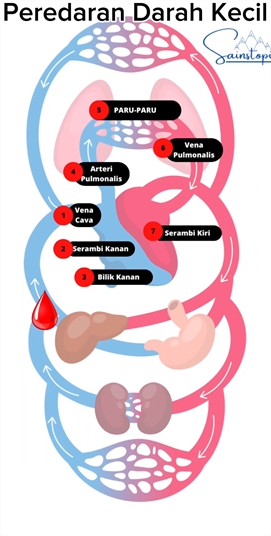 Peredaran Darah Kecil
Sainstopia
5 PARU-PARU
6 Vena
Pulmonalis
4 Arteri
Pulmonalis
1 Vena
Cava
7 Serambi Kiri
2 Serambi Kanan
3 Bilik Kanan